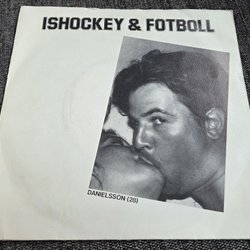 ISHOCKEY & FOTBOLL
DANIELSSON (28)